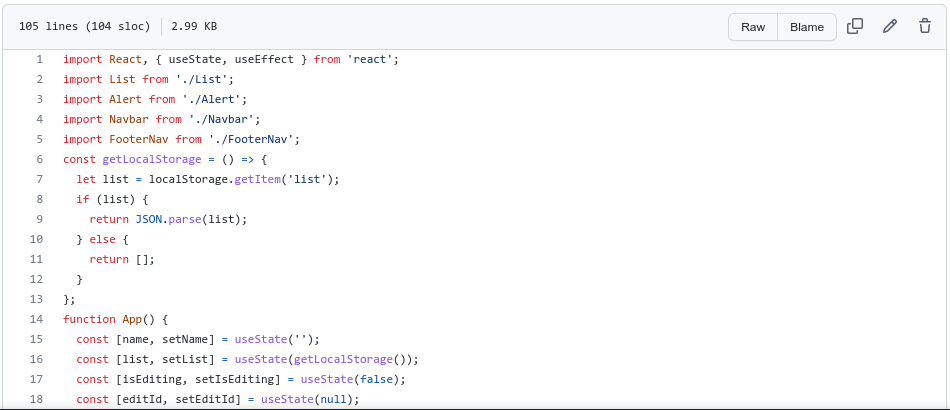 105 lines (104 sloc) 2.99 KB Raw Blame
1 import React, { useState, useEffect } from 'react';
2 import List from './List';
3 import Alert from './Alert';
4 import Navbar from './Navbar';
5 import FooterNav from './FooterNav';
6 const getLocalStorage = () => {
7 let list = localStorage.getItem('list');
8 if (list) {
9 return JSON.parse(list);
10 } else {
11 return [];
12 }
13 };
14 function App() {
15 const [name, setName] = useState('');
16 const [list, setList] = useState(getLocalStorage());
17 const [isEditing, setIsEditing] = useState(false);
18 const [editId, setEditId] = useState(null);